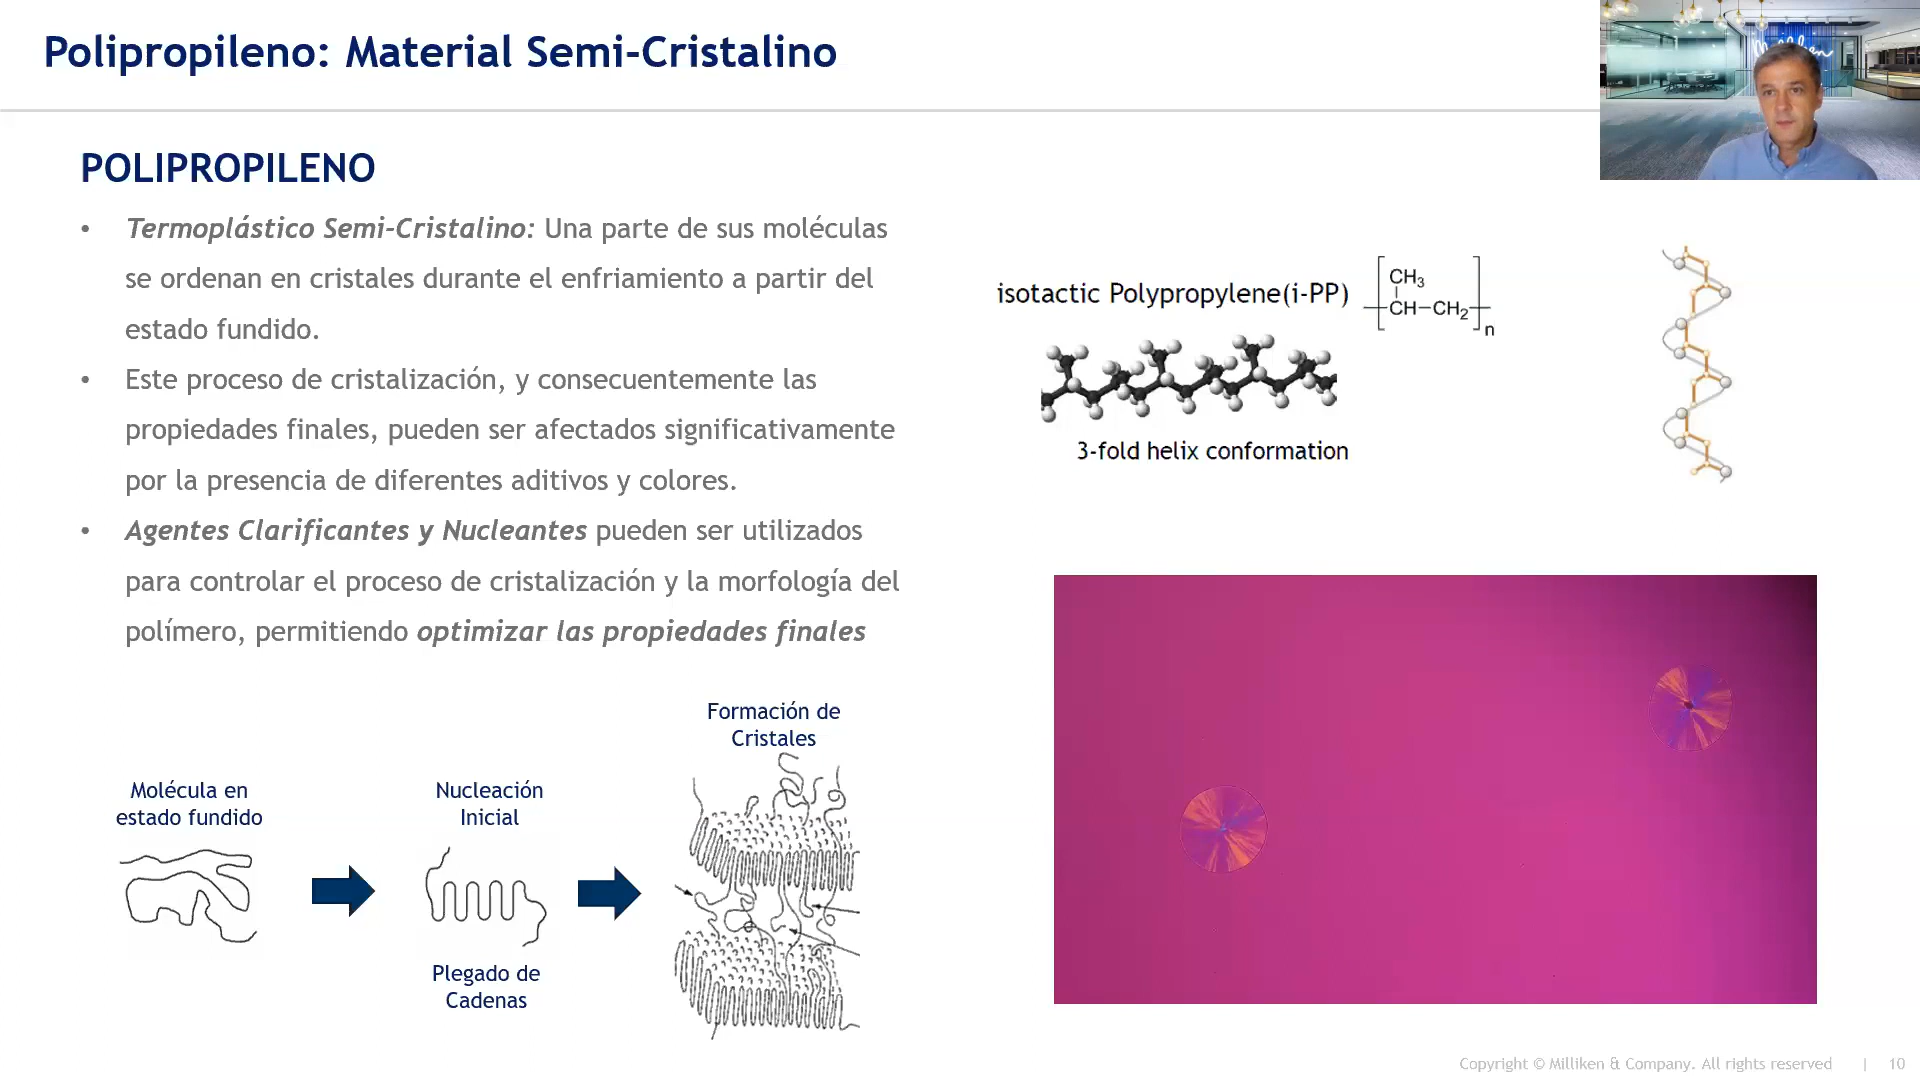 Polipropileno: Material Semi-Cristalino
Milliken
POLIPROPILENO
• Termoplástico Semi-Cristalino: Una parte de sus moléculas
se ordenan en cristales durante el enfriamiento a partir del
estado fundido.
• Este proceso de cristalización, y consecuentemente las
propiedades finales, pueden ser afectados significativamente
por la presencia de diferentes aditivos y colores.
• Agentes Clarificantes y Nucleantes pueden ser utilizados
para controlar el proceso de cristalización y la morfología del
polímero, permitiendo optimizar las propiedades finales
isotactic Polypropylene(i-PP)
CH3
CH-CH2
n
3-fold helix conformation
Formación de
Cristales
Molécula en
estado fundido
Nucleación
Inicial
Plegado de
Cadenas
Copyright © Milliken & Company. All rights reserved | 10